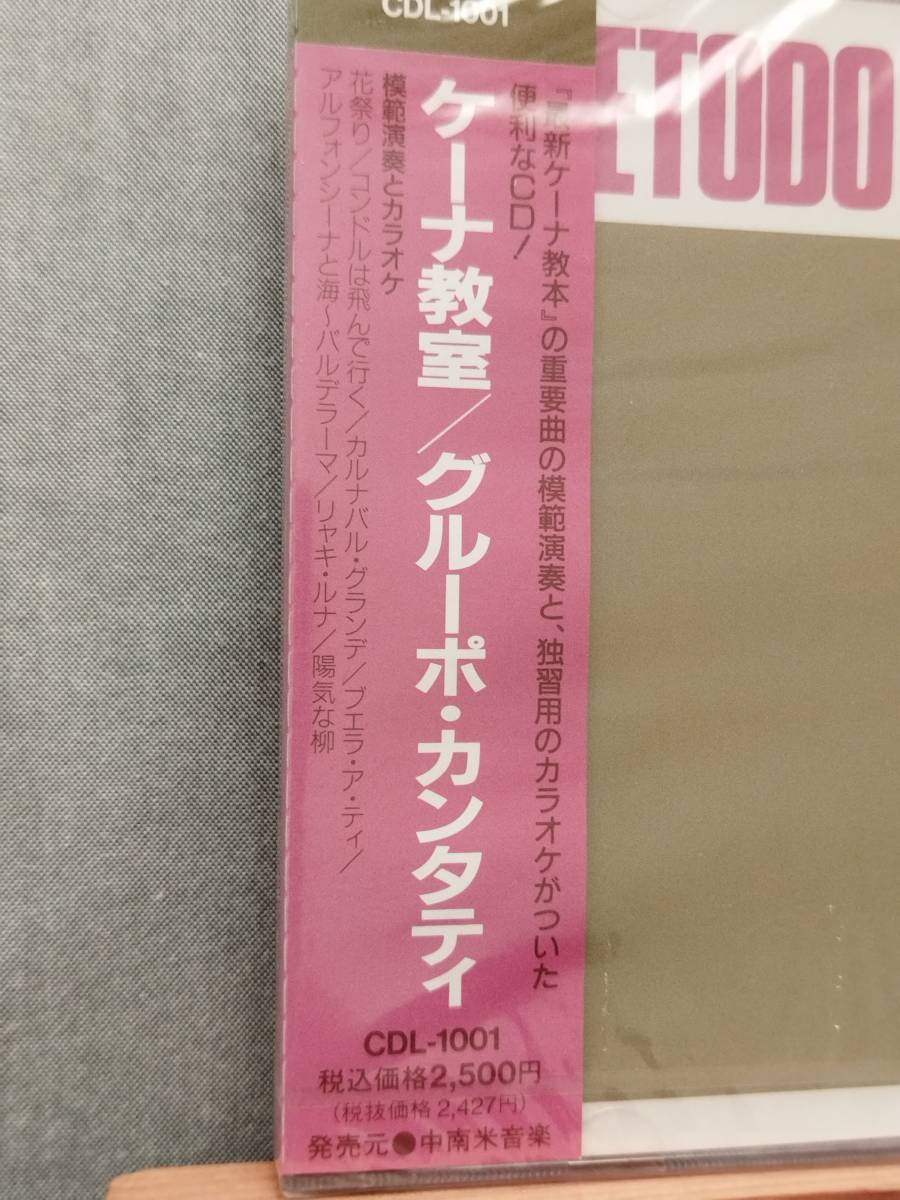 CDL-1001
ETODO
『最新ケーナ教本』の重要曲の模範演奏と、独習用のカラオケがついた
便利なCD!
ケーナ教室/グルーポ・カンタティ
模範演奏とカラオケ
花祭り/コンドルは飛んで行く/カルナバル・グランデ/ブエラ・ア・ティ/
アルフォンシーナと海〜バルデラーマ/リャキ・ルナ/陽気な柳
CDL-1001
税込価格2,500円
(税抜価格2,427円)
発売元●中南米音楽